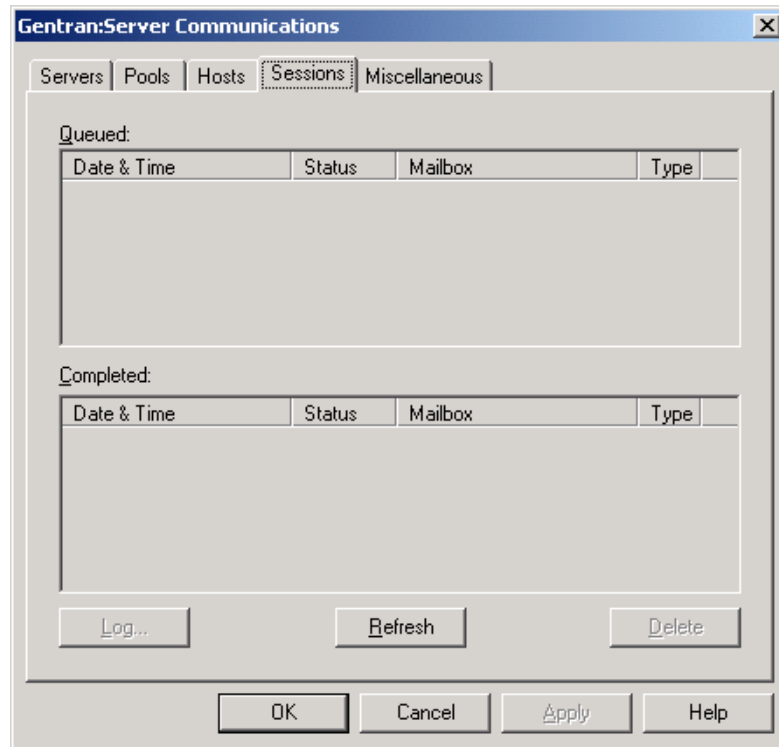 Gentran:Server Communications
Servers Pools Hosts Sessions Miscellaneous
Queued:
Date & Time Status Mailbox Type
Completed:
Date & Time Status Mailbox Type
Log... Refresh Delete
OK Cancel Apply Help